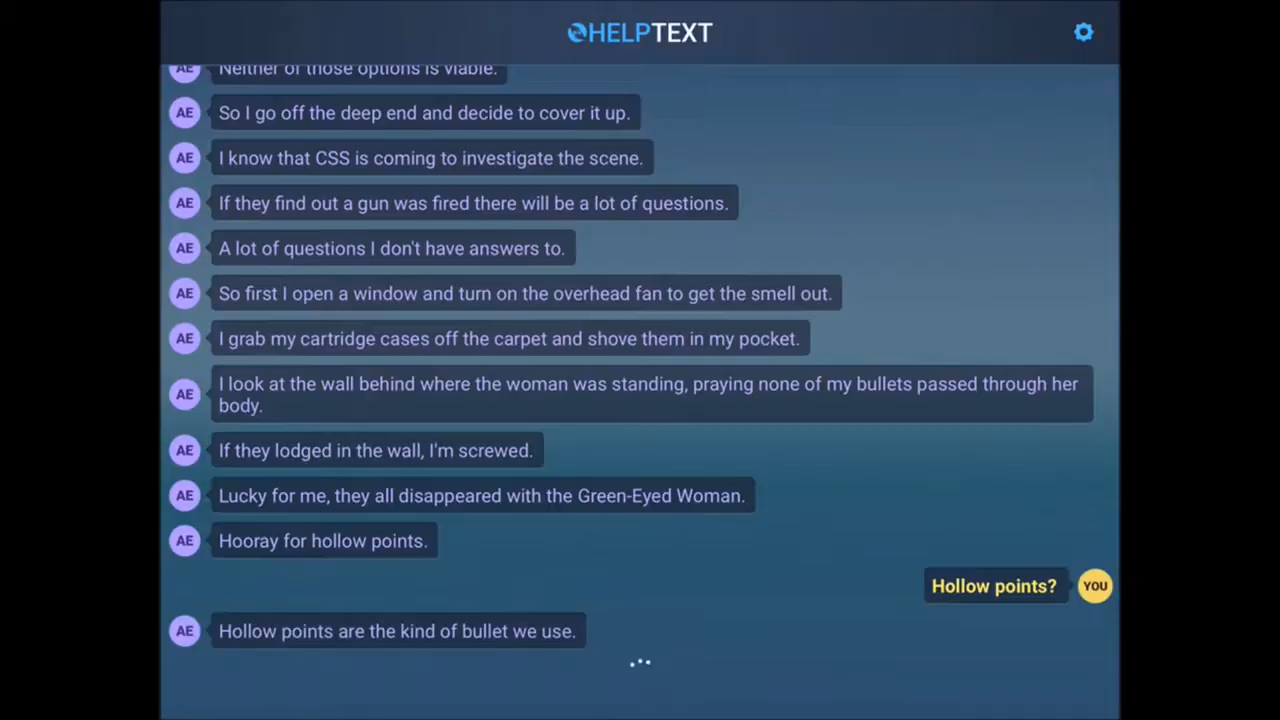 HELPTEXT
AE Neither of those options is viable.
AE So I go off the deep end and decide to cover it up.
AE I know that CSS is coming to investigate the scene.
AE If they find out a gun was fired there will be a lot of questions.
AE A lot of questions I don't have answers to.
AE So first I open a window and turn on the overhead fan to get the smell out.
AE I grab my cartridge cases off the carpet and shove them in my pocket.
AE I look at the wall behind where the woman was standing, praying none of my bullets passed through her
body.
AE If they lodged in the wall, I'm screwed.
AE Lucky for me, they all disappeared with the Green-Eyed Woman.
AE Hooray for hollow points.
Hollow points? YOU
AE Hollow points are the kind of bullet we use.